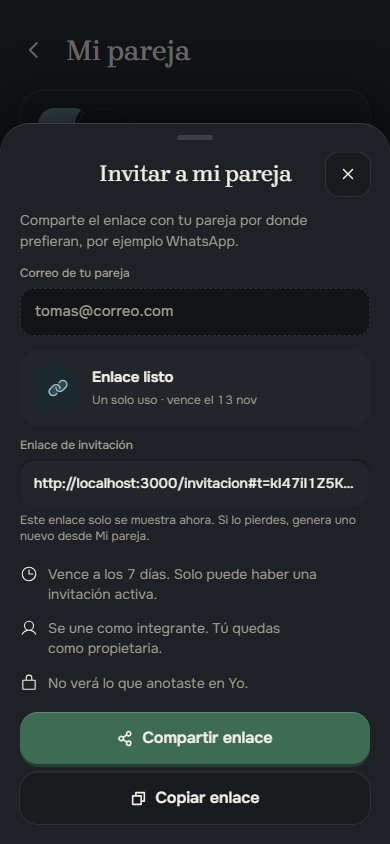 Mi pareja
Invitar a mi pareja
Comparte el enlace con tu pareja por donde
prefieran, por ejemplo WhatsApp.
Correo de tu pareja
tomas@correo.com
Enlace listo
Un solo uso · vence el 13 nov
Enlace de invitación
http://localhost:3000/invitacion#t=kI47iI1Z5K...
Este enlace solo se muestra ahora. Si lo pierdes, genera uno
nuevo desde Mi pareja.
Vence a los 7 días. Solo puede haber una
invitación activa.
Se une como integrante. Tú quedas
como propietaria.
No verá lo que anotaste en Yo.
Compartir enlace
Copiar enlace